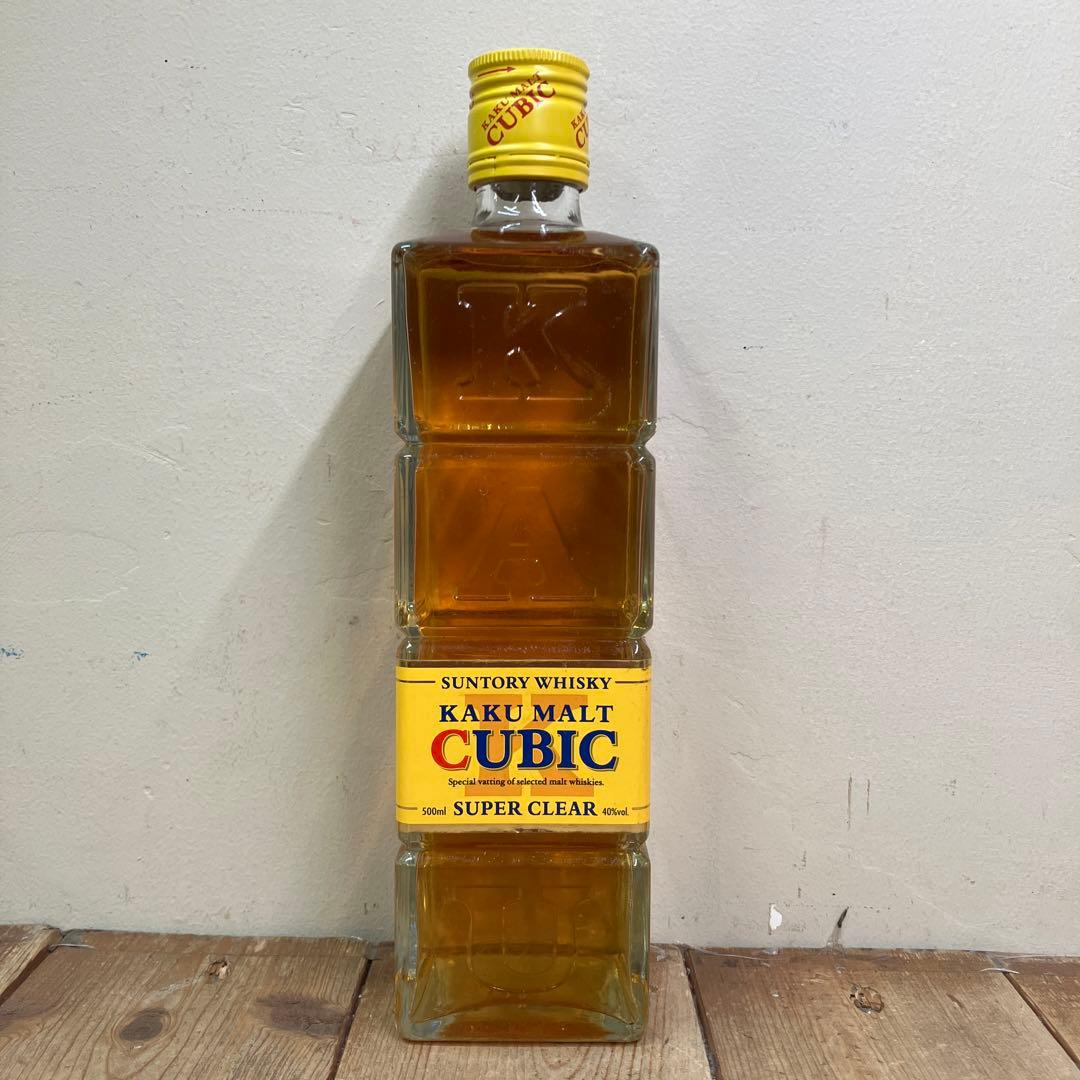 KAKU MALT
CUBIC
K
A
SUNTORY WHISKY
KAKU MALT
CUBIC
Special vatting of selected malt whiskies.
500ml SUPER CLEAR 40%vol.
U